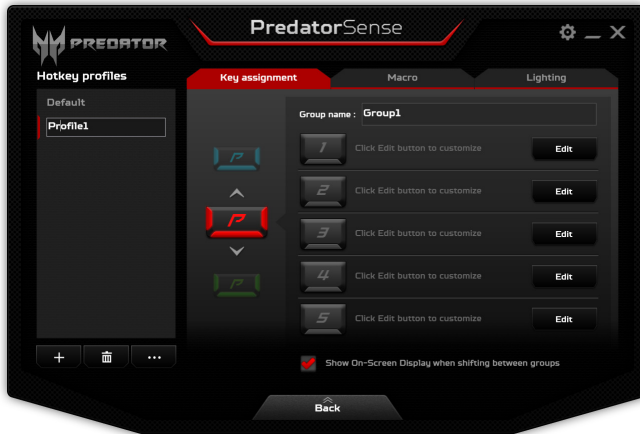 PREDATOR
PredatorSense
Hotkey profiles
Default
Profile1
Key assignment
Macro
Lighting
Group name : Group1
1 Click Edit button to customize Edit
2 Click Edit button to customize Edit
3 Click Edit button to customize Edit
4 Click Edit button to customize Edit
5 Click Edit button to customize Edit
P
P
P
Show On-Screen Display when shifting between groups
Back